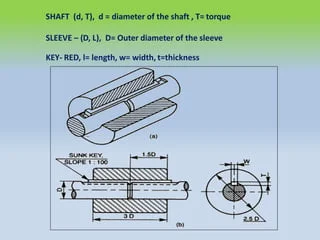 SHAFT (d, T), d = diameter of the shaft , T= torque
SLEEVE – (D, L), D= Outer diameter of the sleeve
KEY- RED, l= length, w= width, t=thickness
(a)
SUNK KEY
SLOPE 1 : 100
1.5D
W
T
D
3 D
2.5 D
(b)